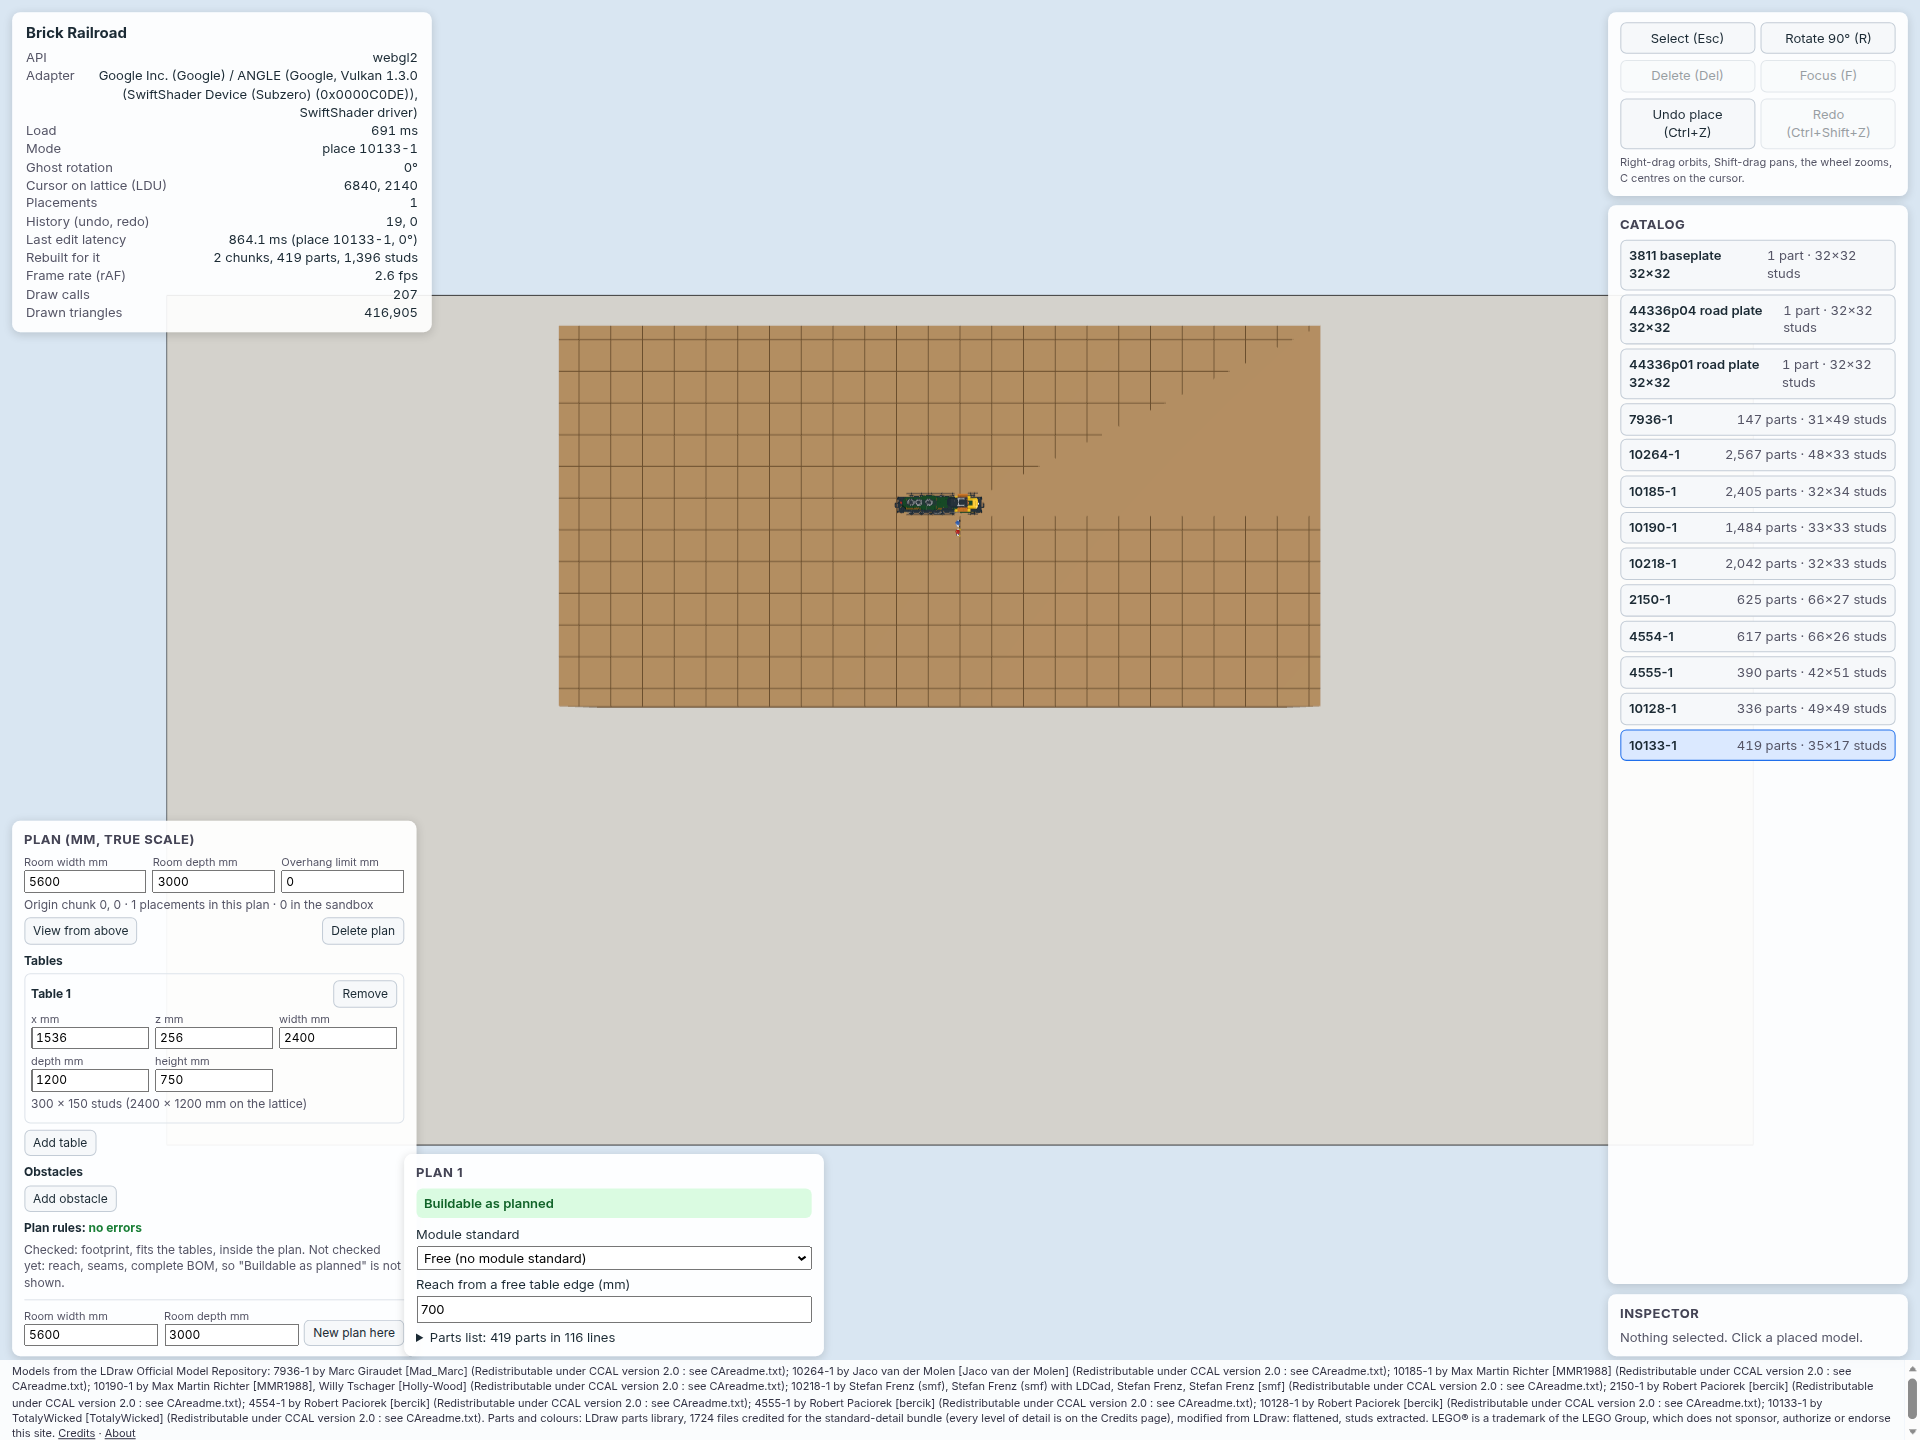 Brick Railroad
API webgl2
Adapter Google Inc. (Google) / ANGLE (Google, Vulkan 1.3.0
(SwiftShader Device (Subzero) (0x0000C0DE)),
SwiftShader driver)
Load 691 ms
Mode place 10133-1
Ghost rotation 0°
Cursor on lattice (LDU) 6840, 2140
Placements 1
History (undo, redo) 19, 0
Last edit latency 864.1 ms (place 10133-1, 0°)
Rebuilt for it 2 chunks, 419 parts, 1,396 studs
Frame rate (rAF) 2.6 fps
Draw calls 207
Drawn triangles 416,905
Select (Esc) Rotate 90° (R)
Delete (Del) Focus (F)
Undo place (Ctrl+Z) Redo (Ctrl+Shift+Z)
Right-drag orbits, Shift-drag pans, the wheel zooms,
C centres on the cursor.
CATALOG
3811 baseplate 32×32 1 part · 32×32 studs
44336p04 road plate 32×32 1 part · 32×32 studs
44336p01 road plate 32×32 1 part · 32×32 studs
7936-1 147 parts · 31×49 studs
10264-1 2,567 parts · 48×33 studs
10185-1 2,405 parts · 32×34 studs
10190-1 1,484 parts · 33×33 studs
10218-1 2,042 parts · 32×33 studs
2150-1 625 parts · 66×27 studs
4554-1 617 parts · 66×26 studs
4555-1 390 parts · 42×51 studs
10128-1 336 parts · 49×49 studs
10133-1 419 parts · 35×17 studs
INSPECTOR
Nothing selected. Click a placed model.
PLAN (MM, TRUE SCALE)
Room width mm Room depth mm Overhang limit mm
5600 3000 0
Origin chunk 0, 0 · 1 placements in this plan · 0 in the sandbox
View from above Delete plan
Tables
Table 1 Remove
x mm z mm width mm
1536 256 2400
depth mm height mm
1200 750
300 × 150 studs (2400 × 1200 mm on the lattice)
Add table
Obstacles
Add obstacle
Plan rules: no errors
Checked: footprint, fits the tables, inside the plan. Not checked
yet: reach, seams, complete BOM, so "Buildable as planned" is not
shown.
Room width mm Room depth mm
5600 3000 New plan here
PLAN 1
Buildable as planned
Module standard
Free (no module standard)
Reach from a free table edge (mm)
700
Parts list: 419 parts in 116 lines
Models from the LDraw Official Model Repository: 7936-1 by Marc Giraudet [Mad_Marc] (Redistributable under CCAL version 2.0 : see CAreadme.txt); 10264-1 by Jaco van der Molen [Jaco van der Molen] (Redistributable under CCAL version 2.0 : see CAreadme.txt); 10185-1 by Max Martin Richter [MMR1988] (Redistributable under CCAL version 2.0 : see
CAreadme.txt); 10190-1 by Max Martin Richter [MMR1988], Willy Tschager [Holly-Wood] (Redistributable under CCAL version 2.0 : see CAreadme.txt); 10218-1 by Stefan Frenz (smf), Stefan Frenz (smf) with LDCad, Stefan Frenz, Stefan Frenz [smf] (Redistributable under CCAL version 2.0 : see CAreadme.txt); 2150-1 by Robert Paciorek [bercik] (Redistributable
under CCAL version 2.0 : see CAreadme.txt); 4554-1 by Robert Paciorek [bercik] (Redistributable under CCAL version 2.0 : see CAreadme.txt); 4555-1 by Robert Paciorek [bercik] (Redistributable under CCAL version 2.0 : see CAreadme.txt); 10128-1 by Robert Paciorek [bercik] (Redistributable under CCAL version 2.0 : see CAreadme.txt); 10133-1 by
TotalyWicked [TotalyWicked] (Redistributable under CCAL version 2.0 : see CAreadme.txt). Parts and colours: LDraw parts library, 1724 files credited for the standard-detail bundle (every level of detail is on the Credits page), modified from LDraw: flattened, studs extracted. LEGO® is a trademark of the LEGO Group, which does not sponsor, authorize or endorse
this site. Credits · About